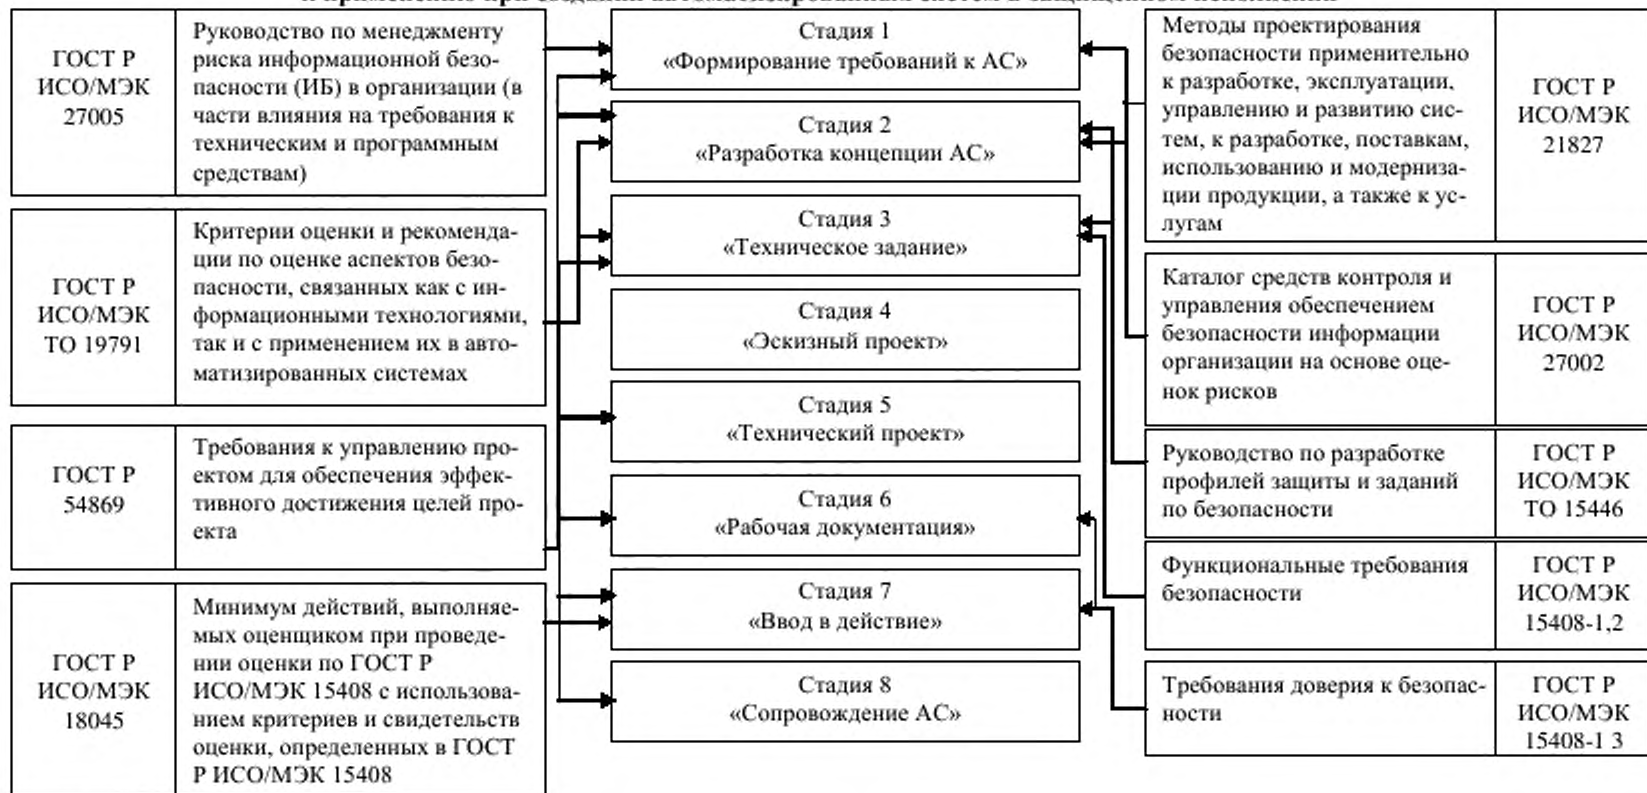 к применению при создании автоматизированных систем в защищенном исполнении
ГОСТ Р
ИСО/МЭК
27005
Руководство по менеджменту
риска информационной безо-
пасности (ИБ) в организации (в
части влияния на требования к
техническим и программным
средствам)
ГОСТ Р
ИСО/МЭК
ТО 19791
Критерии оценки и рекоменда-
ции по оценке аспектов безо-
пасности, связанных как с ин-
формационными технологиями,
так и с применением их в авто-
матизированных системах
ГОСТ Р
54869
Требования к управлению про-
ектом для обеспечения эффек-
тивного достижения целей про-
екта
ГОСТ Р
ИСО/МЭК
18045
Минимум действий, выполняе-
мых оценщиком при проведе-
нии оценки по ГОСТ Р
ИСО/МЭК 15408 с использова-
нием критериев и свидетельств
оценки, определенных в ГОСТ
Р ИСО/МЭК 15408
Стадия 1
«Формирование требований к АС»
Стадия 2
«Разработка концепции АС»
Стадия 3
«Техническое задание»
Стадия 4
«Эскизный проект»
Стадия 5
«Технический проект»
Стадия 6
«Рабочая документация»
Стадия 7
«Ввод в действие»
Стадия 8
«Сопровождение АС»
Методы проектирования
безопасности применительно
к разработке, эксплуатации,
управлению и развитию сис-
тем, к разработке, поставкам,
использованию и модерниза-
ции продукции, а также к ус-
лугам
ГОСТ Р
ИСО/МЭК
21827
Каталог средств контроля и
управления обеспечением
безопасности информации
организации на основе оце-
нок рисков
ГОСТ Р
ИСО/МЭК
27002
Руководство по разработке
профилей защиты и заданий
по безопасности
ГОСТ Р
ИСО/МЭК
ТО 15446
Функциональные требования
безопасности
ГОСТ Р
ИСО/МЭК
15408-1,2
Требования доверия к безопас-
ности
ГОСТ Р
ИСО/МЭК
15408-1 3